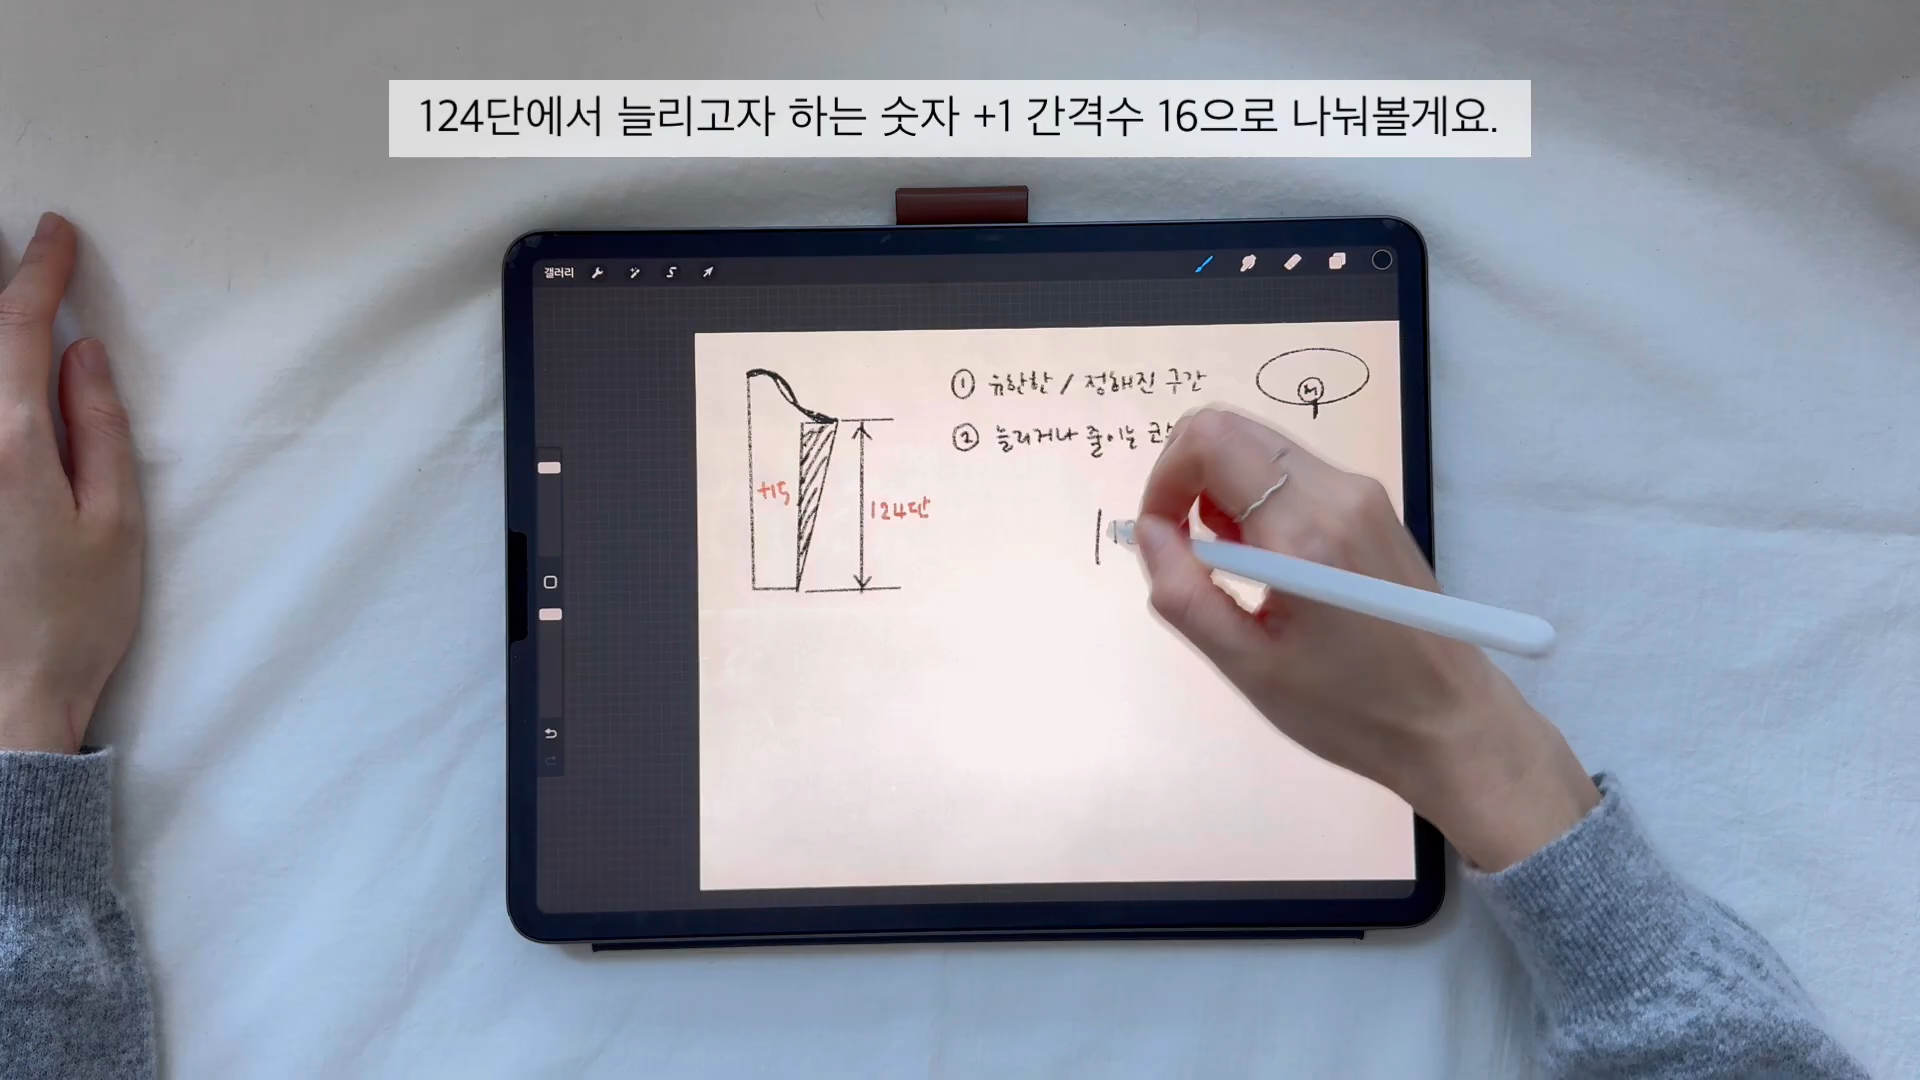 124단에서 늘리고자 하는 숫자 +1 간격수 16으로 나눠볼게요.
갤러리
① 유한한 / 정해진 구간
② 늘리거나 줄이는 코
+15
124단